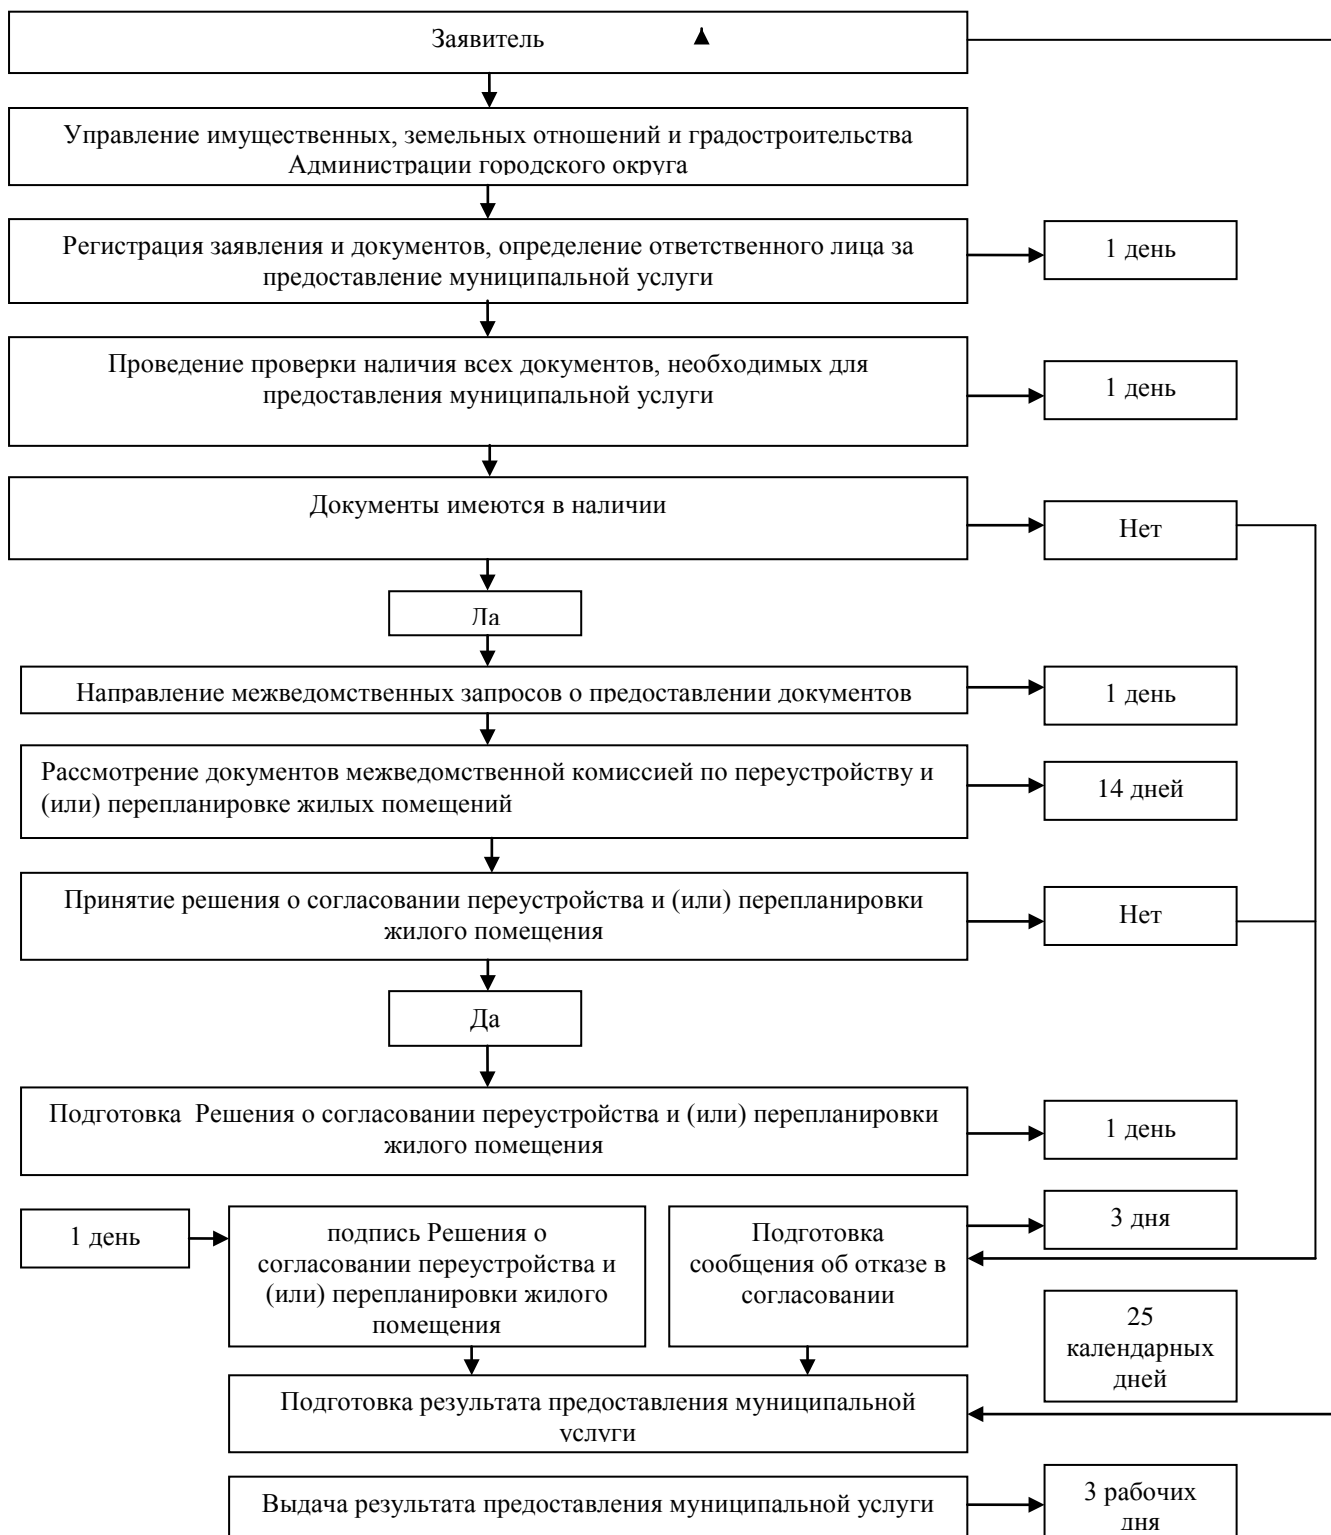 Заявитель
Управление имущественных, земельных отношений и градостроительства
Администрации городского округа
Регистрация заявления и документов, определение ответственного лица за
предоставление муниципальной услуги
1 день
Проведение проверки наличия всех документов, необходимых для
предоставления муниципальной услуги
1 день
Документы имеются в наличии
Нет
Да
Направление межведомственных запросов о предоставлении документов
1 день
Рассмотрение документов межведомственной комиссией по переустройству и
(или) перепланировке жилых помещений
14 дней
Принятие решения о согласовании переустройства и (или) перепланировки
жилого помещения
Нет
Да
Подготовка Решения о согласовании переустройства и (или) перепланировки
жилого помещения
1 день
1 день
подпись Решения о
согласовании переустройства и
(или) перепланировки жилого
помещения
Подготовка
сообщения об отказе в
согласовании
3 дня
25
календарных
дней
Подготовка результата предоставления муниципальной
услуги
Выдача результата предоставления муниципальной услуги
3 рабочих
дня